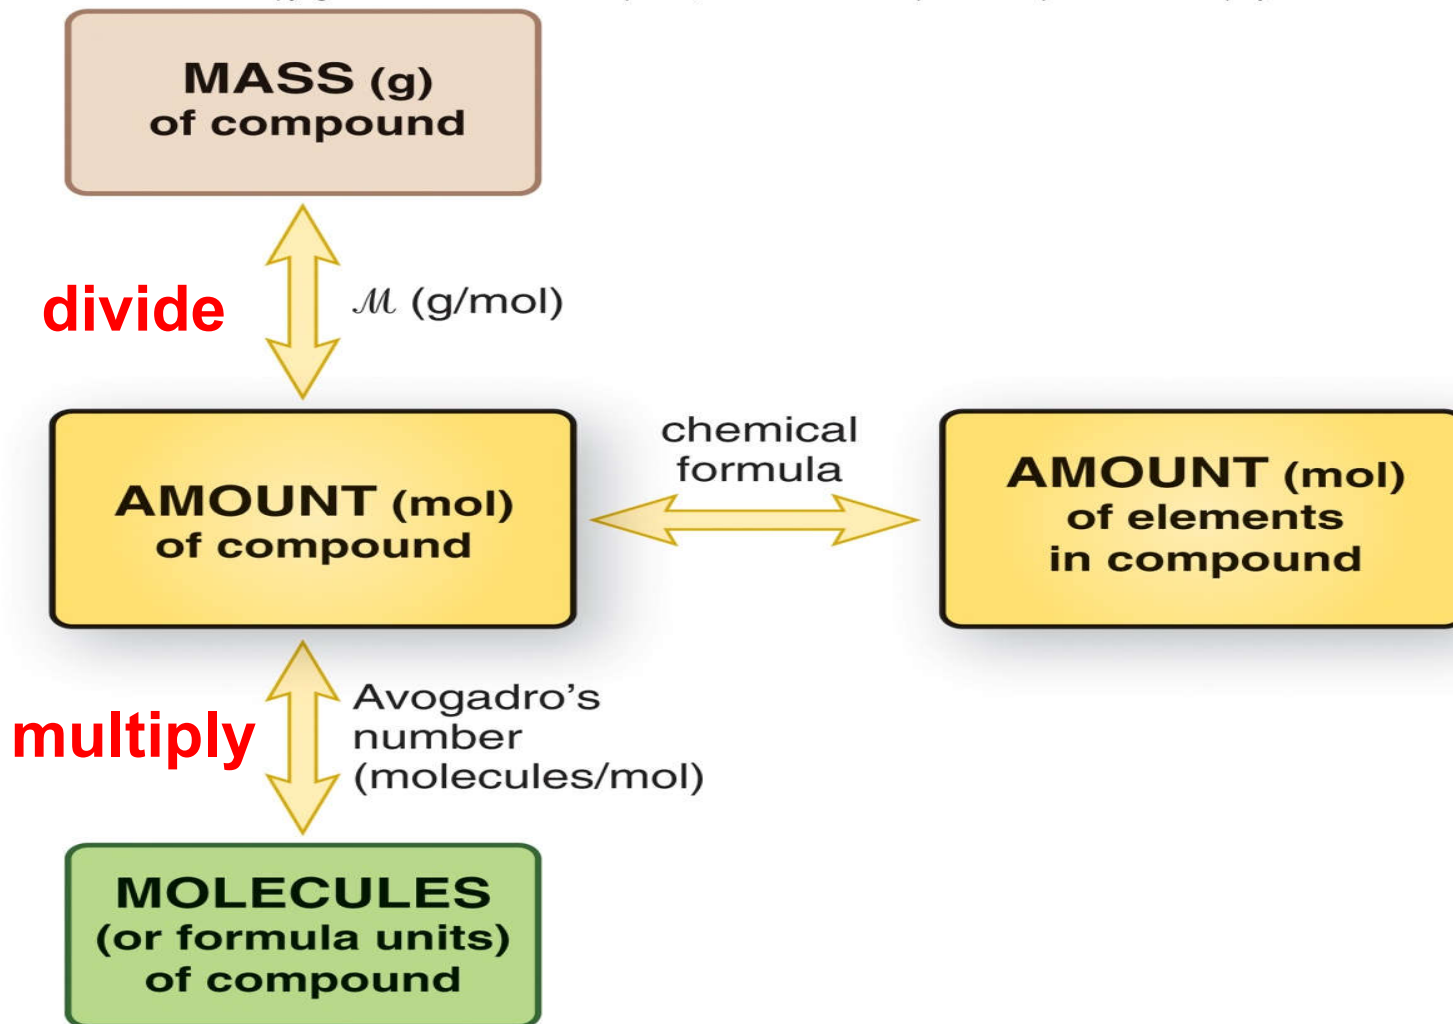 MASS (g)
of compound
divide
ℳ (g/mol)
AMOUNT (mol)
of compound
chemical
formula
AMOUNT (mol)
of elements
in compound
multiply
Avogadro's
number
(molecules/mol)
MOLECULES
(or formula units)
of compound